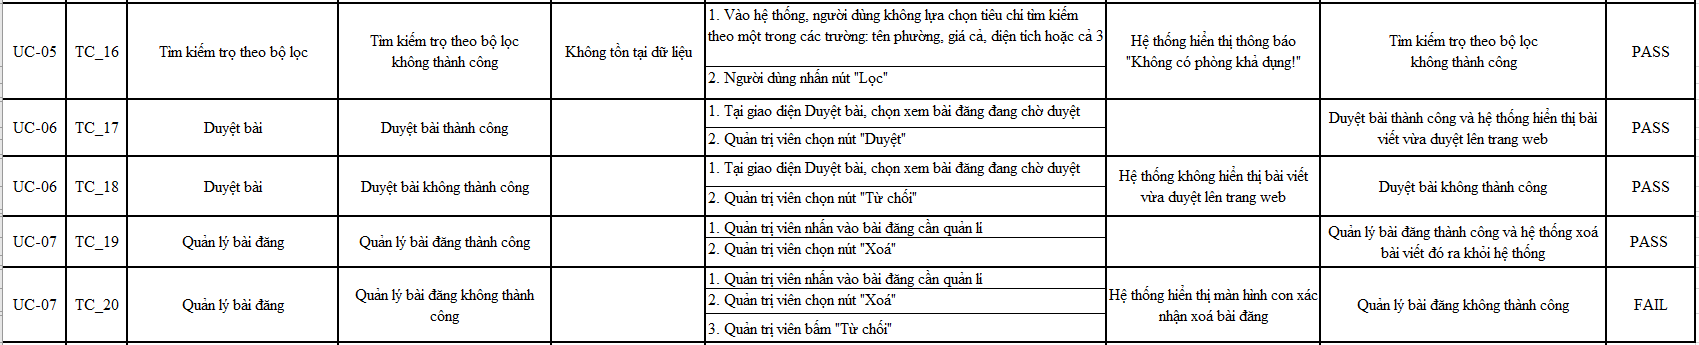 UC-05
TC_16
Tìm kiếm trọ theo bộ lọc
Tìm kiếm trọ theo bộ lọc
không thành công
Không tồn tại dữ liệu
1. Vào hệ thống, người dùng không lựa chọn tiêu chí tìm kiếm
theo một trong các trường: tên phường, giá cả, diện tích hoặc cả 3
2. Người dùng nhấn nút "Lọc"
Hệ thống hiển thị thông báo
"Không có phòng khả dụng!"
Tìm kiếm trọ theo bộ lọc
không thành công
PASS
UC-06
TC_17
Duyệt bài
Duyệt bài thành công
1. Tại giao diện Duyệt bài, chọn xem bài đăng đang chờ duyệt
2. Quản trị viên chọn nút "Duyệt"
Duyệt bài thành công và hệ thống hiển thị bài
viết vừa duyệt lên trang web
PASS
UC-06
TC_18
Duyệt bài
Duyệt bài không thành công
1. Tại giao diện Duyệt bài, chọn xem bài đăng đang chờ duyệt
2. Quản trị viên chọn nút "Từ chối"
Hệ thống không hiển thị bài viết
vừa duyệt lên trang web
Duyệt bài không thành công
PASS
UC-07
TC_19
Quản lý bài đăng
Quản lý bài đăng thành công
1. Quản trị viên nhấn vào bài đăng cần quản lí
2. Quản trị viên chọn nút "Xoá"
Quản lý bài đăng thành công và hệ thống xoá
bài viết đó ra khỏi hệ thống
PASS
UC-07
TC_20
Quản lý bài đăng
Quản lý bài đăng không thành
công
1. Quản trị viên nhấn vào bài đăng cần quản lí
2. Quản trị viên chọn nút "Xoá"
3. Quản trị viên bấm "Từ chối"
Hệ thống hiển thị màn hình con xác
nhận xoá bài đăng
Quản lý bài đăng không thành công
FAIL